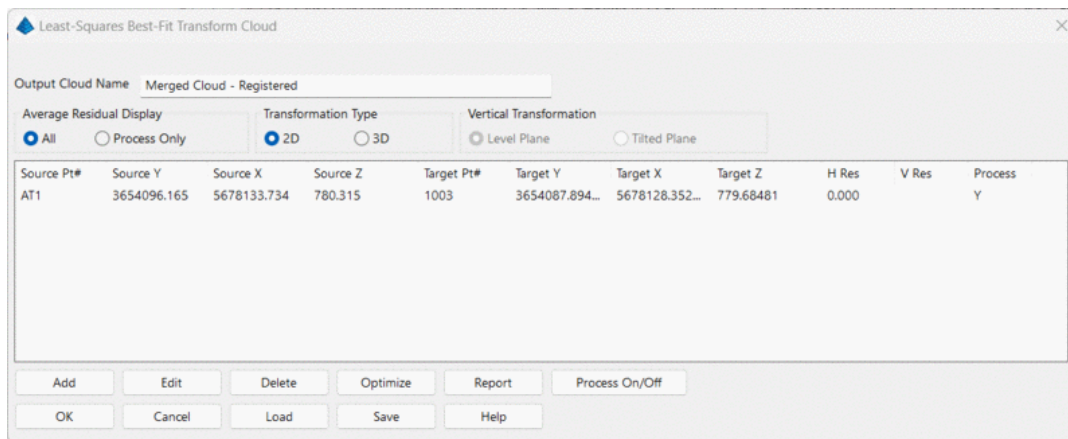 Least-Squares Best-Fit Transform Cloud
Output Cloud Name Merged Cloud - Registered
Average Residual Display Transformation Type Vertical Transformation
All Process Only 2D 3D Level Plane Tilted Plane
Source Pt# Source Y Source X Source Z Target Pt# Target Y Target X Target Z H Res V Res Process
AT1 3654096.165 5678133.734 780.315 1003 3654087.894... 5678128.352... 779.68481 0.000 Y
Add Edit Delete Optimize Report Process On/Off
OK Cancel Load Save Help